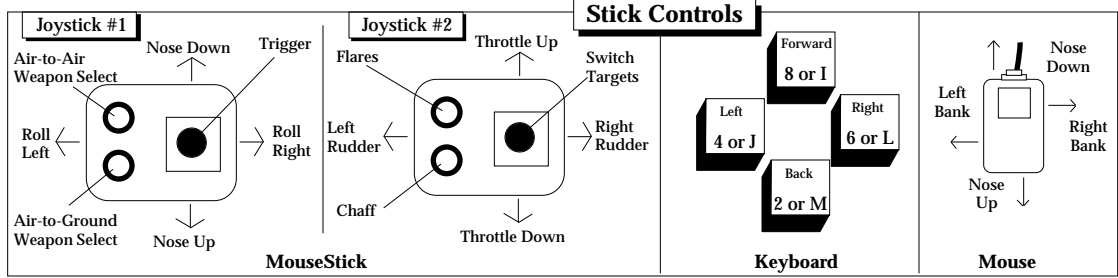 Stick Controls
Joystick #1
Nose Down
Trigger
Air-to-Air
Weapon Select
Roll
Left
Roll
Right
Air-to-Ground
Weapon Select
Nose Up
Joystick #2
Throttle Up
Flares
Switch
Targets
Left
Rudder
Right
Rudder
Chaff
Throttle Down
MouseStick
Forward
8 or I
Left
4 or J
Right
6 or L
Back
2 or M
Keyboard
Nose
Down
Left
Bank
Right
Bank
Nose
Up
Mouse